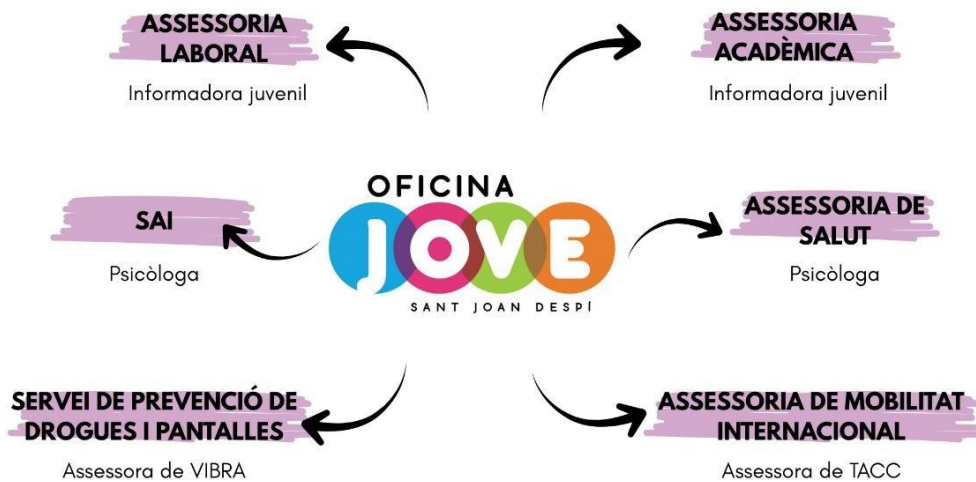 ASSESSORIA
LABORAL
Informadora juvenil
ASSESSORIA
ACADÈMICA
Informadora juvenil
SAI
Psicòloga
OFICINA
JOVE
SANT JOAN DESPÍ
ASSESSORIA DE
SALUT
Psicòloga
SERVEI DE PREVENCIÓ DE
DROGUES I PANTALLES
Assessora de VIBRA
ASSESSORIA DE MOBILITAT
INTERNACIONAL
Assessora de TACC